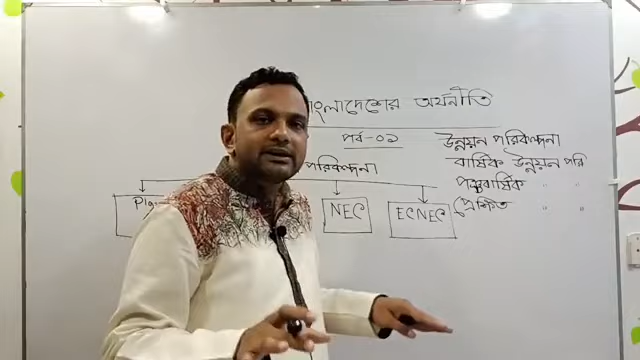 বাংলাদেশের অর্থনীতি
পর্ব-০১
উন্নয়ন পরিকল্পনা
বার্ষিক উন্নয়ন পরি
পঞ্চবার্ষিক " "
প্রেক্ষিত " "
পরিকল্পনা
NEC
ECNEC